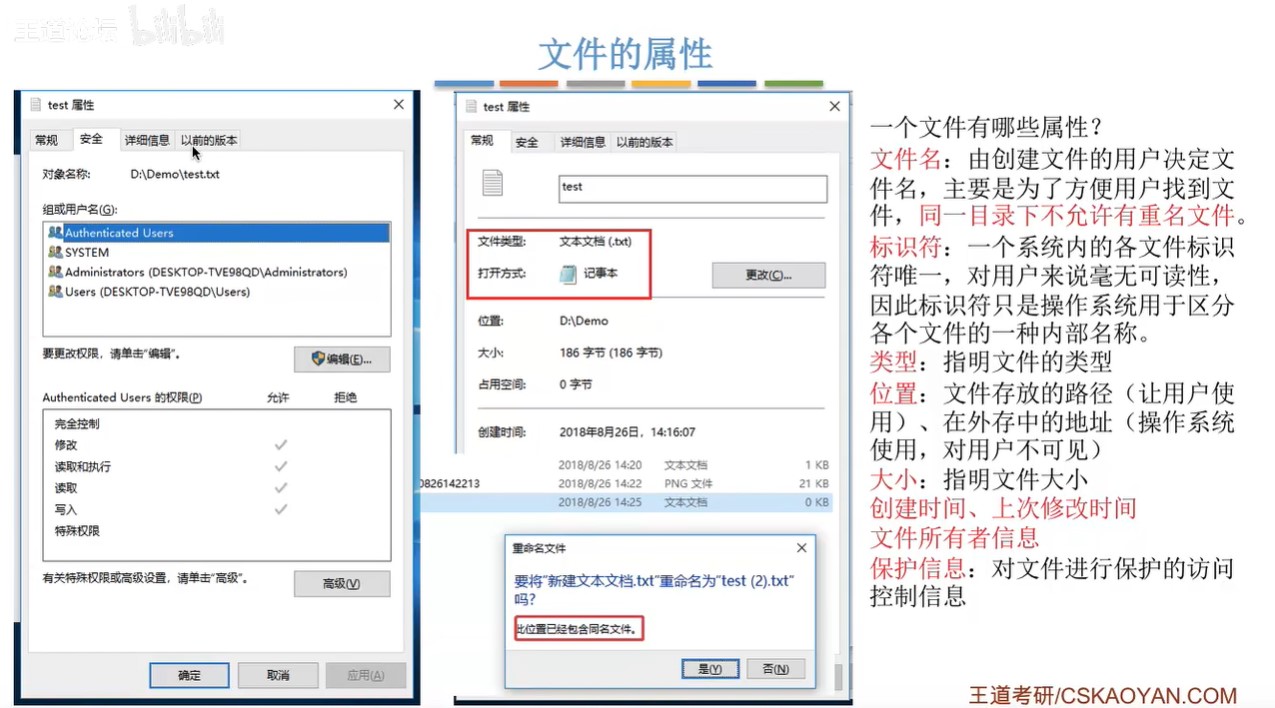 王道论坛 bilibili
文件的属性
test 属性
常规 安全 详细信息 以前的版本
对象名称: D:\Demo\test.txt
组或用户名(G):
Authenticated Users
SYSTEM
Administrators (DESKTOP-TVE98QD\Administrators)
Users (DESKTOP-TVE98QD\Users)
要更改权限，请单击"编辑"。
编辑(E)...
Authenticated Users 的权限(P) 允许 拒绝
完全控制
修改
读取和执行
读取
写入
特殊权限
有关特殊权限或高级设置，请单击"高级"。
高级(V)
确定 取消 应用(A)
test 属性
常规 安全 详细信息 以前的版本
test
文件类型: 文本文档 (.txt)
打开方式: 记事本
更改(C)...
位置: D:\Demo
大小: 186 字节 (186 字节)
占用空间: 0 字节
创建时间: 2018年8月26日，14:16:07
2018/8/26 14:20 文本文档 1 KB
0826142213 2018/8/26 14:22 PNG 文件 21 KB
2018/8/26 14:25 文本文档 0 KB
重命名文件
要将"新建文本文档.txt"重命名为"test (2).txt"
吗?
此位置已经包含同名文件。
是(Y) 否(N)
一个文件有哪些属性？
文件名：由创建文件的用户决定文
件名，主要是为了方便用户找到文
件，同一目录下不允许有重名文件。
标识符：一个系统内的各文件标识
符唯一，对用户来说毫无可读性，
因此标识符只是操作系统用于区分
各个文件的一种内部名称。
类型：指明文件的类型
位置：文件存放的路径（让用户使
用）、在外存中的地址（操作系统
使用，对用户不可见）
大小：指明文件大小
创建时间、上次修改时间
文件所有者信息
保护信息：对文件进行保护的访问
控制信息
王道考研/CSKAOYAN.COM